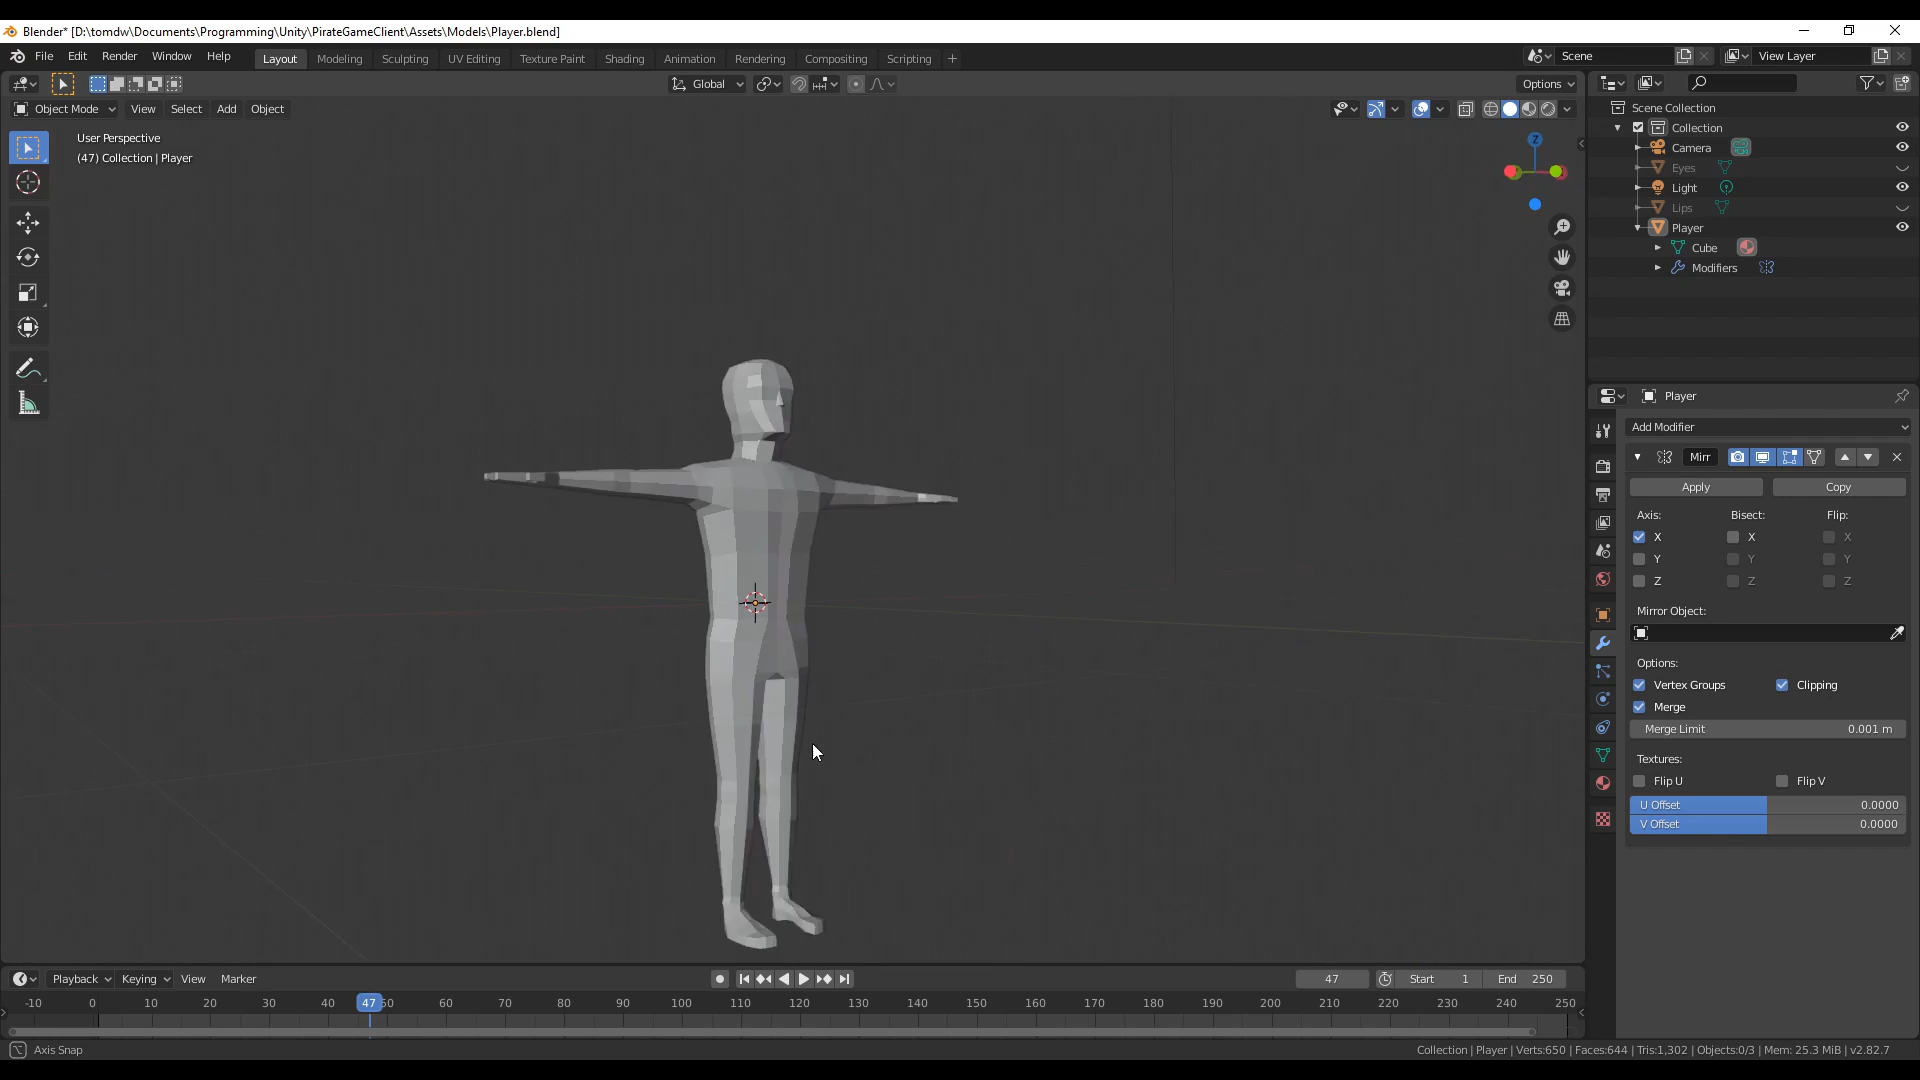 Blender* [D:\tomdw\Documents\Programming\Unity\PirateGameClient\Assets\Models\Player.blend]
File Edit Render Window Help
Layout Modeling Sculpting UV Editing Texture Paint Shading Animation Rendering Compositing Scripting +
Scene
View Layer
Global
Options
Object Mode View Select Add Object
User Perspective
(47) Collection | Player
Z
Scene Collection
Collection
Camera
Eyes
Light
Lips
Player
Cube
Modifiers
Player
Add Modifier
Mirr
Apply Copy
Axis: Bisect: Flip:
X X X
Y Y Y
Z Z Z
Mirror Object:
Options:
Vertex Groups Clipping
Merge
Merge Limit 0.001 m
Textures:
Flip U Flip V
U Offset 0.0000
V Offset 0.0000
Playback Keying View Marker
47 Start 1 End 250
-10 0 10 20 30 40 47 50 60 70 80 90 100 110 120 130 140 150 160 170 180 190 200 210 220 230 240 250
Axis Snap
Collection | Player | Verts:650 | Faces:644 | Tris:1,302 | Objects:0/3 | Mem: 25.3 MiB | v2.82.7